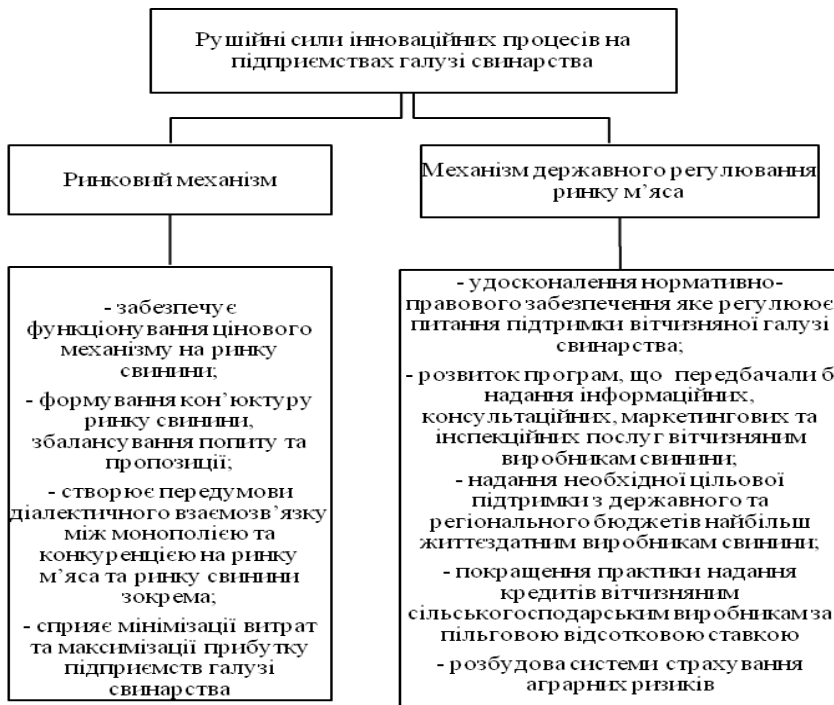 Рушійні сили інноваційних процесів на
підприємствах галузі свинарства
Ринковий механізм
Механізм державного регулювання
ринку м’яса
- забезпечує
функціонування цінового
механізму на ринку
свинини;
- формування кон’юктуру
ринку свинини,
збалансування попиту та
пропозиції;
- створює передумови
діалектичного взаємозв’язку
між монополією та
конкуренцією на ринку
м’яса та ринку свинини
зокрема;
- сприяє мінімізації витрат
та максимізації прибутку
підприємств галузі
свинарства
- удосконалення нормативно-
правового забезпечення яке регулює
питання підтримки вітчизняної галузі
свинарства;
- розвиток програм, що передбачали б
надання інформаційних,
консультаційних, маркетингових та
інспекційних послуг вітчизняним
виробникам свинини;
- надання необхідної цільової
підтримки з державного та
регіонального бюджетів найбільш
життєздатним виробникам свинини;
- покращення практики надання
кредитів вітчизняним
сільськогосподарським виробникам за
пільговою відсотковою ставкою
- розбудова системи страхування
аграрних ризиків